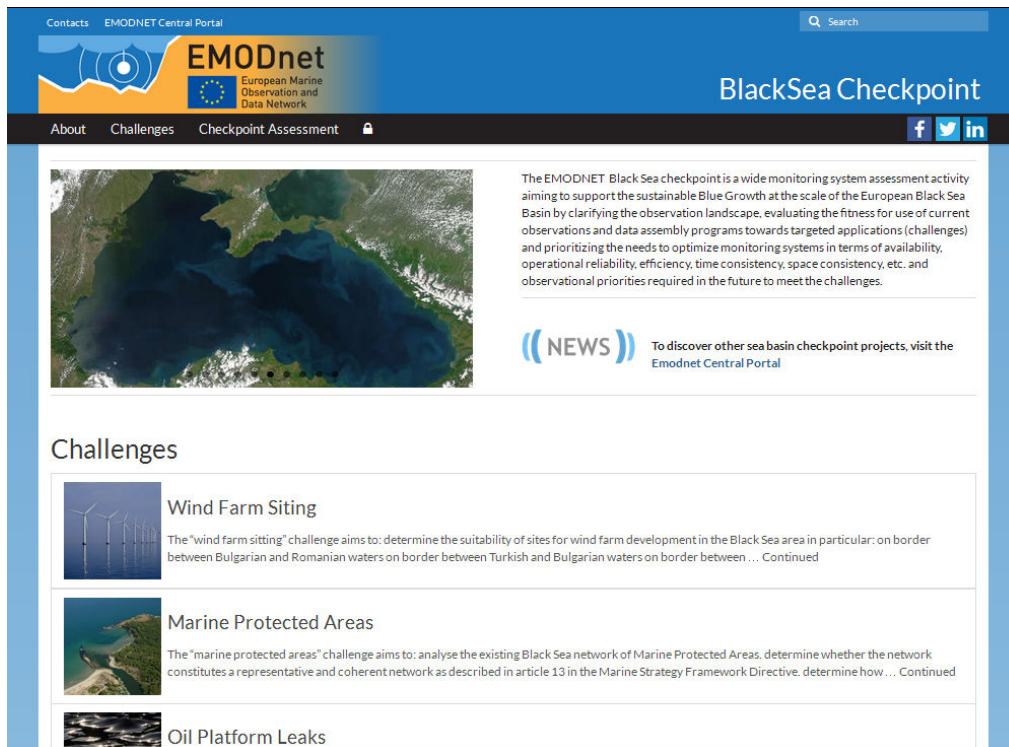 Contacts EMODNET Central Portal
Search
EMODnet
European Marine
Observation and
Data Network
BlackSea Checkpoint
About Challenges Checkpoint Assessment
f in
The EMODNET Black Sea checkpoint is a wide monitoring system assessment activity
aiming to support the sustainable Blue Growth at the scale of the European Black Sea
Basin by clarifying the observation landscape, evaluating the fitness for use of current
observations and data assembly programs towards targeted applications (challenges)
and prioritizing the needs to optimize monitoring systems in terms of availability,
operational reliability, efficiency, time consistency, space consistency, etc. and
observational priorities required in the future to meet the challenges.
NEWS
To discover other sea basin checkpoint projects, visit the
Emodnet Central Portal
Challenges
Wind Farm Siting
The "wind farm sitting" challenge aims to: determine the suitability of sites for wind farm development in the Black Sea area in particular: on border
between Bulgarian and Romanian waters on border between Turkish and Bulgarian waters on border between … Continued
Marine Protected Areas
The "marine protected areas" challenge aims to: analyse the existing Black Sea network of Marine Protected Areas. determine whether the network
constitutes a representative and coherent network as described in article 13 in the Marine Strategy Framework Directive. determine how … Continued
Oil Platform Leaks